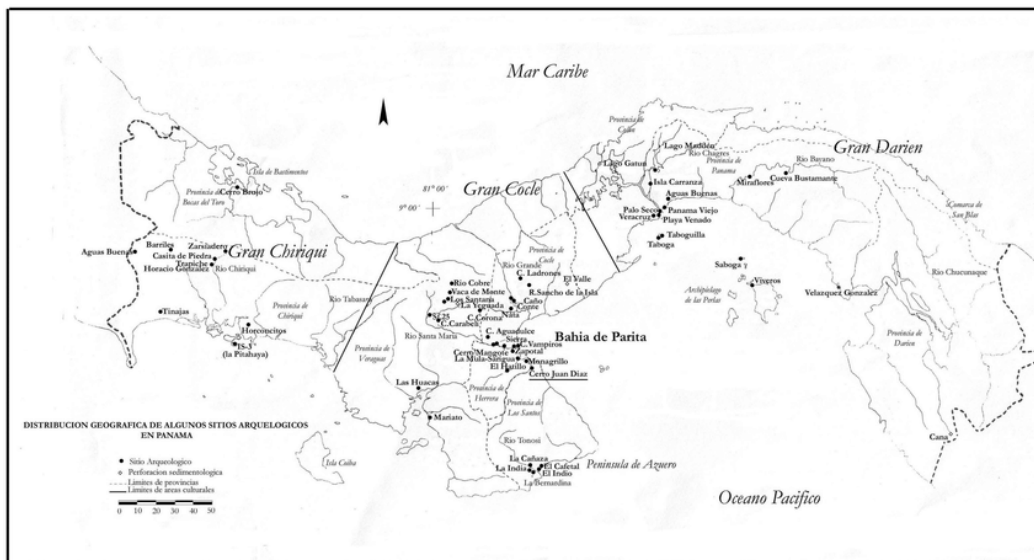 Mar Caribe
Provincia de
Colón
Lago Gatun
Lago Madden
Rio Chagres
Provincia de
Panama
Gran Darien
Rio Bayano
Miraflores
Cueva Bustamante
Isla Carranza
Aguas Buenas
Palo Seco
Panama Viejo
Veracruz
Playa Venado
Taboguilla
Taboga
Comarca de
San Blas
Saboga
Viveros
Archipiélago
de las Perlas
Velazquez Gonzalez
Rio Chucunaque
Provincia de
Darien
Cana
Isla de Bastimentos
Cerro Brujo
Provincia de
Bocas del Toro
81° 00'
9° 00'
Gran Cocle
Gran Chiriqui
Aguas Buenas
Barriles
Zarsiadero
Casita de Piedra
Trapiche
Horacio Gonzalez
Rio Chiriqui
Tinajas
Provincia de
Chiriqui
Horconcitos
IS-3
(la Pitahaya)
Rio Tabasara
Provincia de
Cocle
Rio Grande
C. Ladrones
El Valle
R. Sancho de la Isla
Rio Cobre
Vaca de Monte
Los Santana
La Yeguada
Caño
Conte
Nata
C. Corona
C. Carabeli
C. Aguadulce
Sierra
Rio Santa Maria
Bahia de Parita
C. Vampiros
Cerro Mangote
Zapotal
La Mula-Sarigua
Monagrillo
El Hatillo
Cerro Juan Diaz
Provincia de
Veraguas
Las Huacas
Provincia de
Herrera
Provincia de
Los Santos
Mariato
Rio Tonosi
La Cañaza
El Cafetal
La India
El Indio
La Bernardina
Peninsula de Azuero
Isla Coiba
Oceano Pacifico
DISTRIBUCION GEOGRAFICA DE ALGUNOS SITIOS ARQUELOGICOS
EN PANAMA
Sitio Arqueologico
Perforacion sedimentologica
Limites de provincias
Limites de áreas culturales
0 10 20 30 40 50